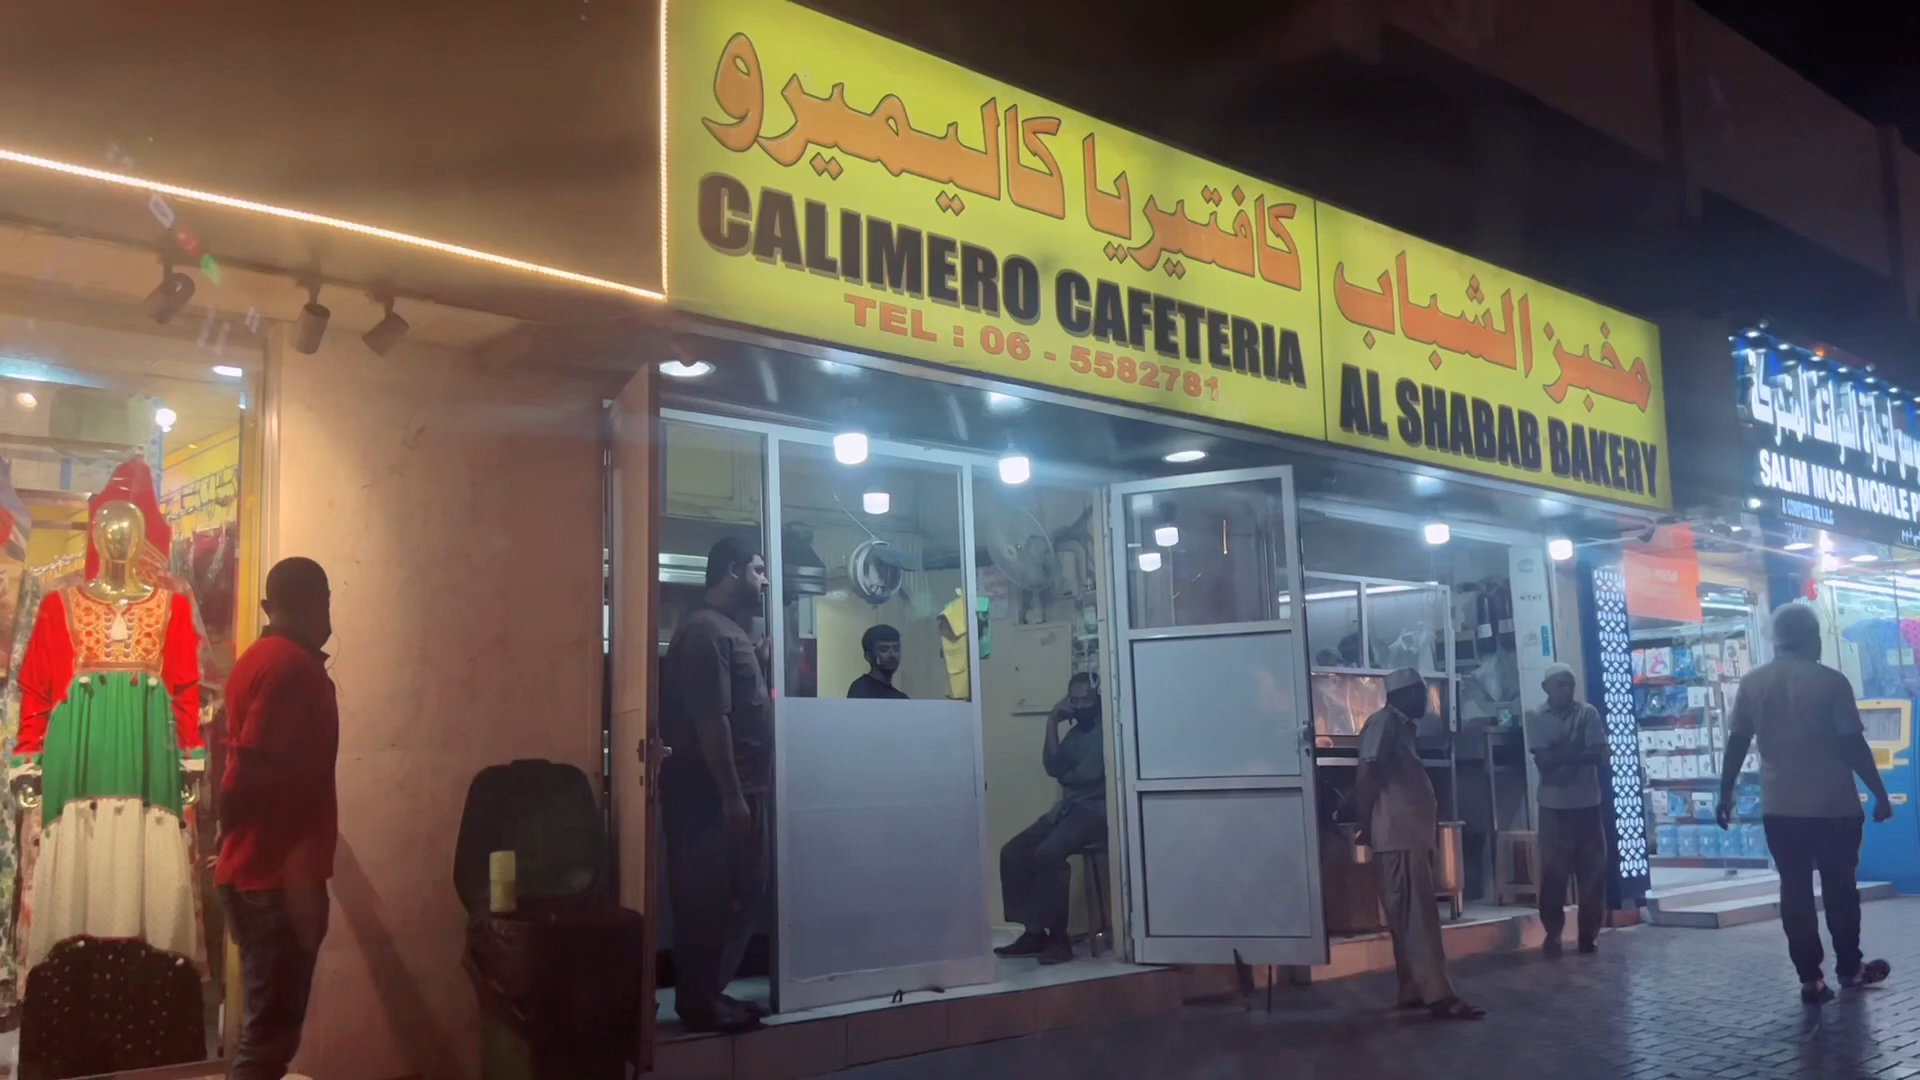 كافتيريا كاليميرو
CALIMERO CAFETERIA
TEL : 06 - 5582781
مخبز الشباب
AL SHABAB BAKERY
SALIM MUSA MOBILE